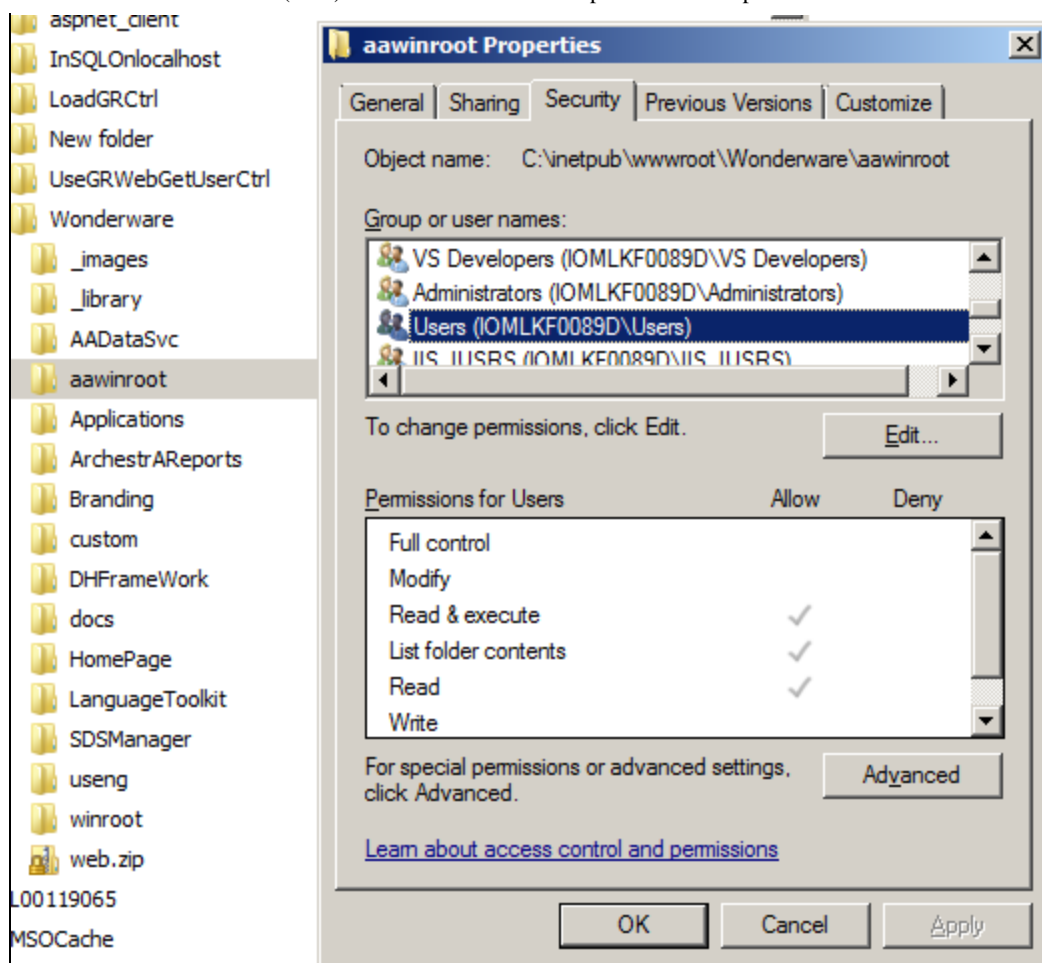 aspnet_client
InSQLOnlocalhost
LoadGRCtrl
New folder
UseGRWebGetUserCtrl
Wonderware
_images
_library
AADataSvc
aawinroot
Applications
ArchestrAReports
Branding
custom
DHFrameWork
docs
HomePage
LanguageToolkit
SDSManager
useng
winroot
web.zip
L00119065
MSOCache
aawinroot Properties
General Sharing Security Previous Versions Customize
Object name: C:\inetpub\wwwroot\Wonderware\aawinroot
Group or user names:
VS Developers (IOMLKF0089D\VS Developers)
Administrators (IOMLKF0089D\Administrators)
Users (IOMLKF0089D\Users)
IIS_IUSRS (IOMLKF0089D\IIS_IUSRS)
To change permissions, click Edit.
Edit...
Permissions for Users Allow Deny
Full control
Modify
Read & execute
List folder contents
Read
Write
For special permissions or advanced settings,
click Advanced.
Advanced
Learn about access control and permissions
OK Cancel Apply